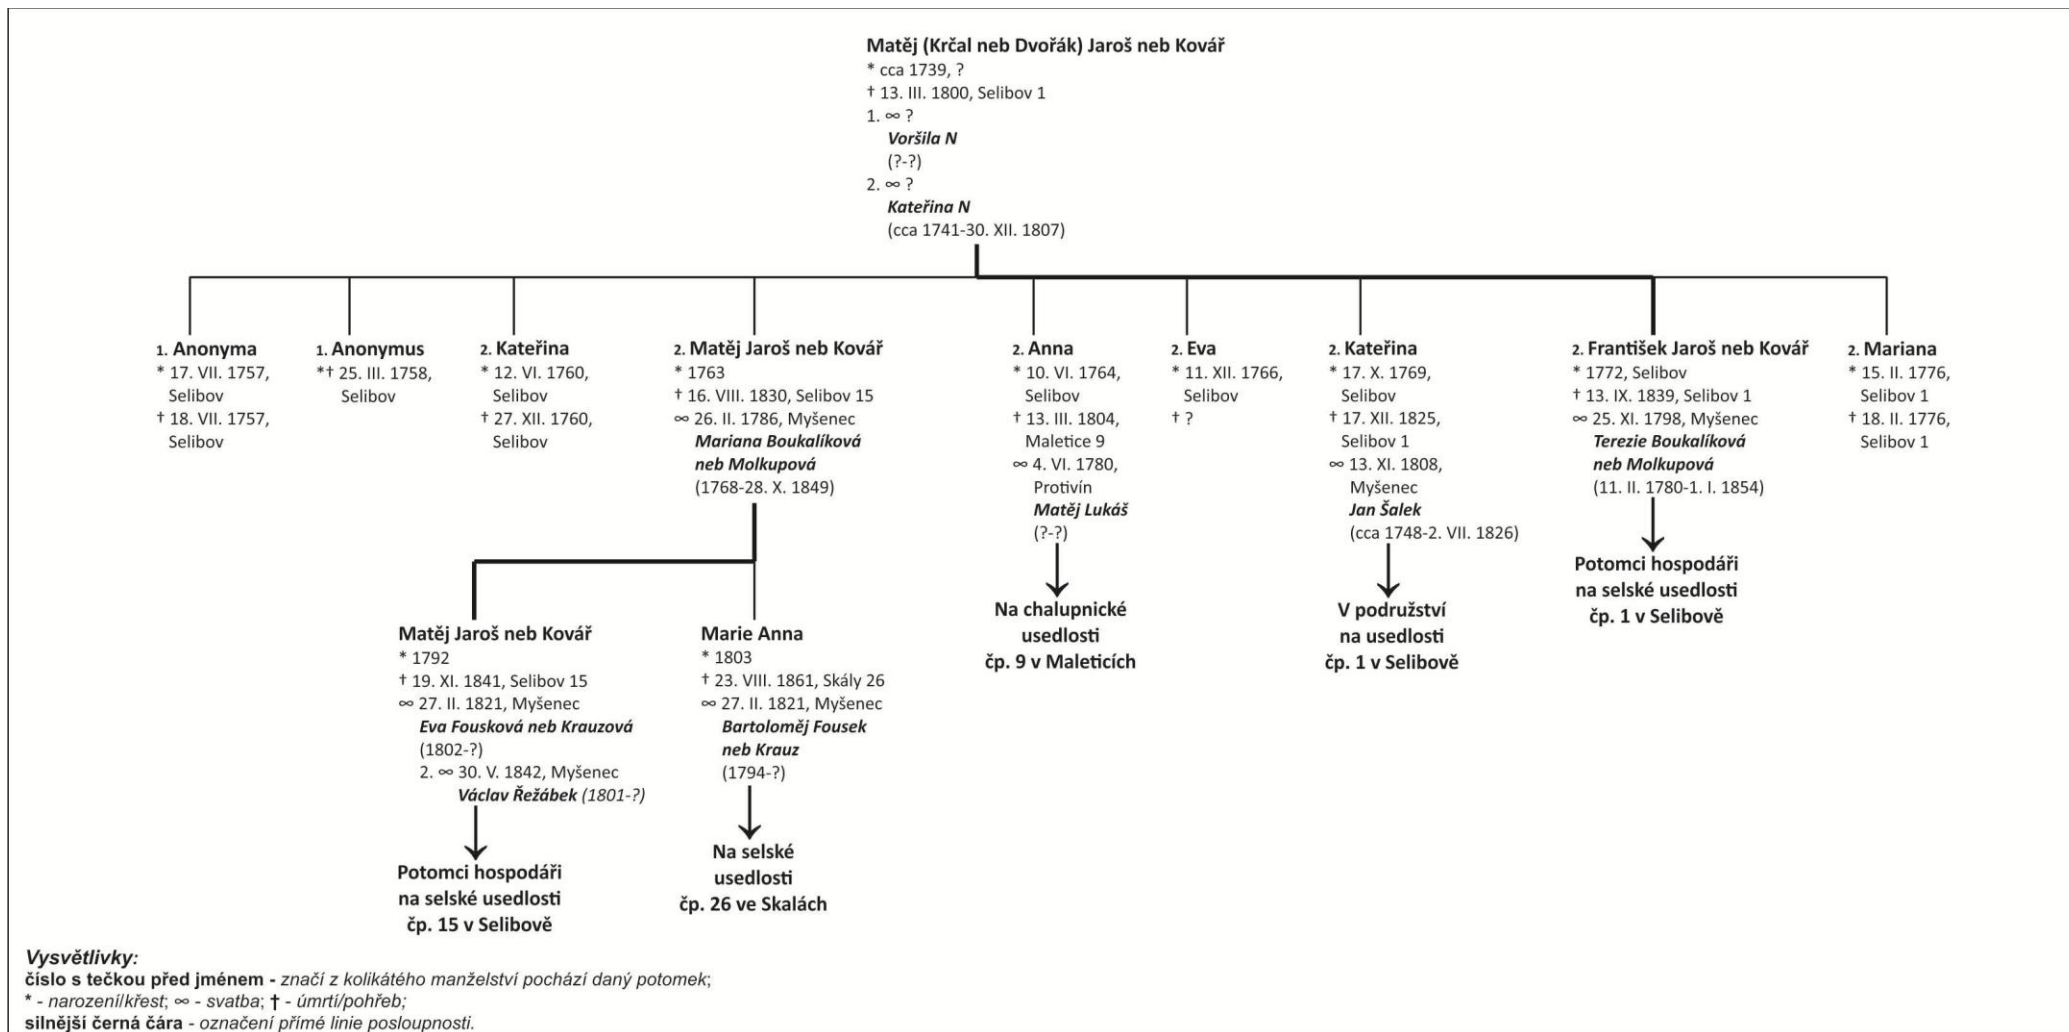 Matěj (Krčal neb Dvořák) Jaroš neb Kovář
* cca 1739, ?
† 13. III. 1800, Selibov 1
1. ∞ ?
Voršila N
(?-?)
2. ∞ ?
Kateřina N
(cca 1741-30. XII. 1807)
1. Anonyma
* 17. VII. 1757,
Selibov
† 18. VII. 1757,
Selibov
1. Anonymus
*† 25. III. 1758,
Selibov
2. Kateřina
* 12. VI. 1760,
Selibov
† 27. XII. 1760,
Selibov
2. Matěj Jaroš neb Kovář
* 1763
† 16. VIII. 1830, Selibov 15
∞ 26. II. 1786, Myšenec
Mariana Boukalíková
neb Molkupová
(1768-28. X. 1849)
2. Anna
* 10. VI. 1764,
Selibov
† 13. III. 1804,
Maletice 9
∞ 4. VI. 1780,
Protivín
Matěj Lukáš
(?-?)
2. Eva
* 11. XII. 1766,
Selibov
† ?
2. Kateřina
* 17. X. 1769,
Selibov
† 17. XII. 1825,
Selibov 1
∞ 13. XI. 1808,
Myšenec
Jan Šalek
(cca 1748-2. VII. 1826)
2. František Jaroš neb Kovář
* 1772, Selibov
† 13. IX. 1839, Selibov 1
∞ 25. XI. 1798, Myšenec
Terezie Boukalíková
neb Molkupová
(11. II. 1780-1. I. 1854)
2. Mariana
* 15. II. 1776,
Selibov 1
† 18. II. 1776,
Selibov 1
Na chalupnické
usedlosti
čp. 9 v Maleticích
V podružství
na usedlosti
čp. 1 v Selibově
Potomci hospodáři
na selské usedlosti
čp. 1 v Selibově
Matěj Jaroš neb Kovář
* 1792
† 19. XI. 1841, Selibov 15
∞ 27. II. 1821, Myšenec
Eva Fousková neb Krauzová
(1802-?)
2. ∞ 30. V. 1842, Myšenec
Václav Řežábek (1801-?)
Marie Anna
* 1803
† 23. VIII. 1861, Skály 26
∞ 27. II. 1821, Myšenec
Bartoloměj Fousek
neb Krauz
(1794-?)
Potomci hospodáři
na selské usedlosti
čp. 15 v Selibově
Na selské
usedlosti
čp. 26 ve Skalách
Vysvětlivky:
číslo s tečkou před jménem - značí z kolikátého manželství pochází daný potomek;
* - narození/křest; ∞ - svatba; † - úmrtí/pohřeb;
silnější černá čára - označení přímé linie posloupnosti.